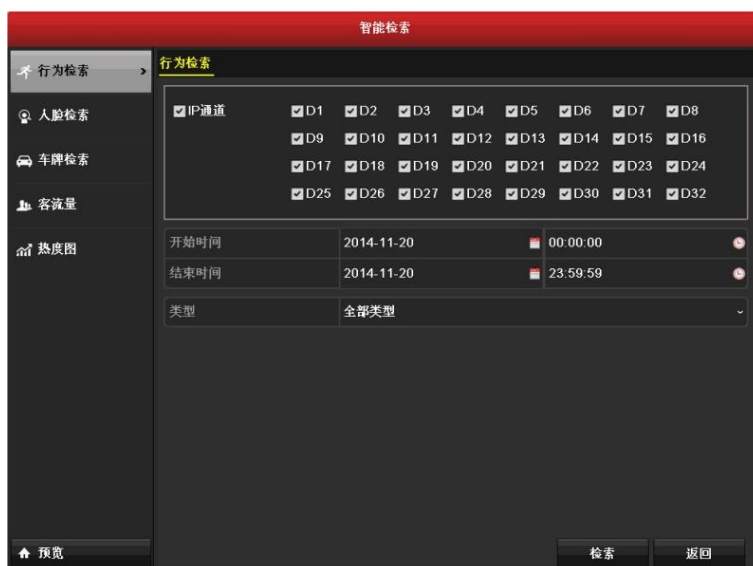 智能检索
行为检索
人脸检索
车牌检索
客流量
热度图
预览
行为检索
IP通道 D1 D2 D3 D4 D5 D6 D7 D8
D9 D10 D11 D12 D13 D14 D15 D16
D17 D18 D19 D20 D21 D22 D23 D24
D25 D26 D27 D28 D29 D30 D31 D32
开始时间 2014-11-20 00:00:00
结束时间 2014-11-20 23:59:59
类型 全部类型
检索 返回